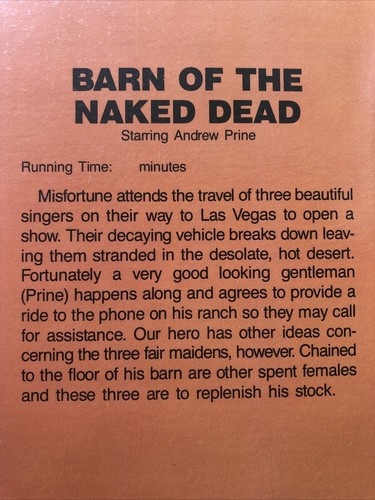 BARN OF THE
NAKED DEAD
Starring Andrew Prine
Running Time: minutes
Misfortune attends the travel of three beautiful
singers on their way to Las Vegas to open a
show. Their decaying vehicle breaks down leav-
ing them stranded in the desolate, hot desert.
Fortunately a very good looking gentleman
(Prine) happens along and agrees to provide a
ride to the phone on his ranch so they may call
for assistance. Our hero has other ideas con-
cerning the three fair maidens, however. Chained
to the floor of his barn are other spent females
and these three are to replenish his stock.